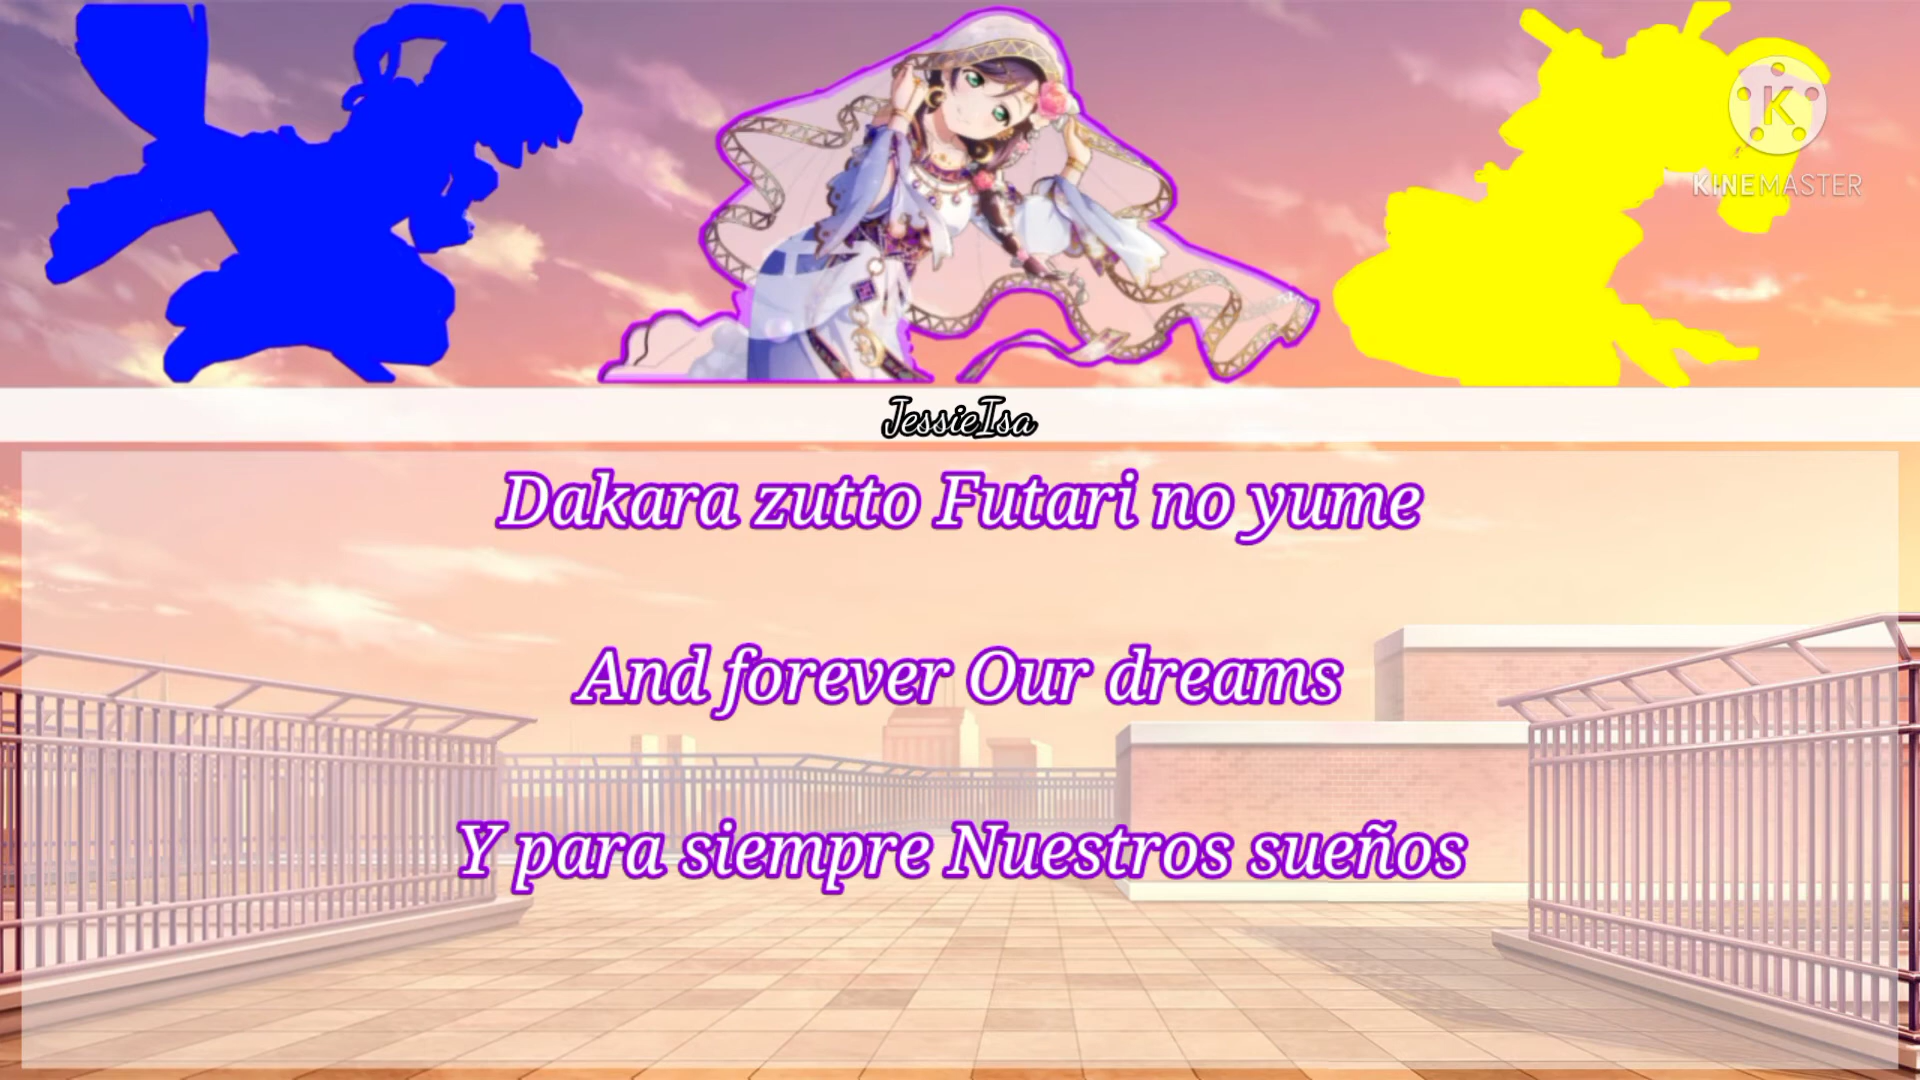 K
KINEMASTER
JessieIsa
Dakara zutto Futari no yume
And forever Our dreams
Y para siempre Nuestros sueños